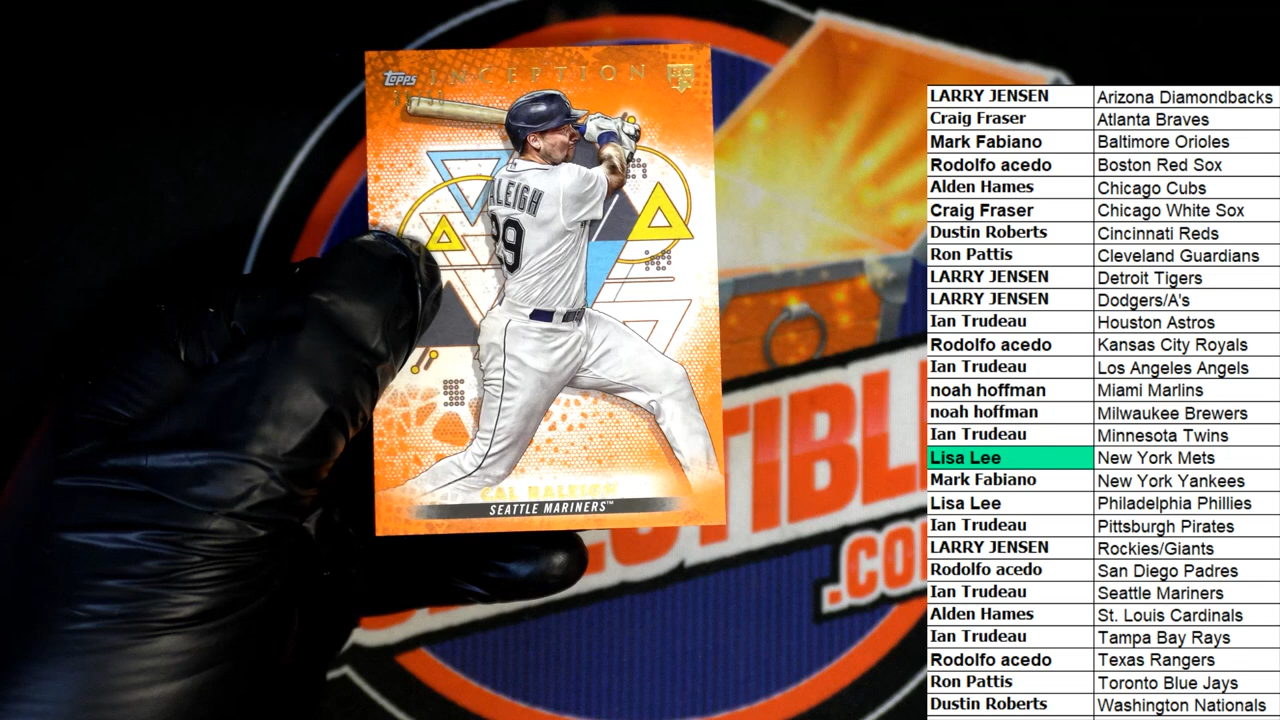 topps INCEPTION RC
ALEIGH
29
CAL RALEIGH
SEATTLE MARINERS™
TIBL
.CO
LARRY JENSEN Arizona Diamondbacks
Craig Fraser Atlanta Braves
Mark Fabiano Baltimore Orioles
Rodolfo acedo Boston Red Sox
Alden Hames Chicago Cubs
Craig Fraser Chicago White Sox
Dustin Roberts Cincinnati Reds
Ron Pattis Cleveland Guardians
LARRY JENSEN Detroit Tigers
LARRY JENSEN Dodgers/A's
Ian Trudeau Houston Astros
Rodolfo acedo Kansas City Royals
Ian Trudeau Los Angeles Angels
noah hoffman Miami Marlins
noah hoffman Milwaukee Brewers
Ian Trudeau Minnesota Twins
Lisa Lee New York Mets
Mark Fabiano New York Yankees
Lisa Lee Philadelphia Phillies
Ian Trudeau Pittsburgh Pirates
LARRY JENSEN Rockies/Giants
Rodolfo acedo San Diego Padres
Ian Trudeau Seattle Mariners
Alden Hames St. Louis Cardinals
Ian Trudeau Tampa Bay Rays
Rodolfo acedo Texas Rangers
Ron Pattis Toronto Blue Jays
Dustin Roberts Washington Nationals